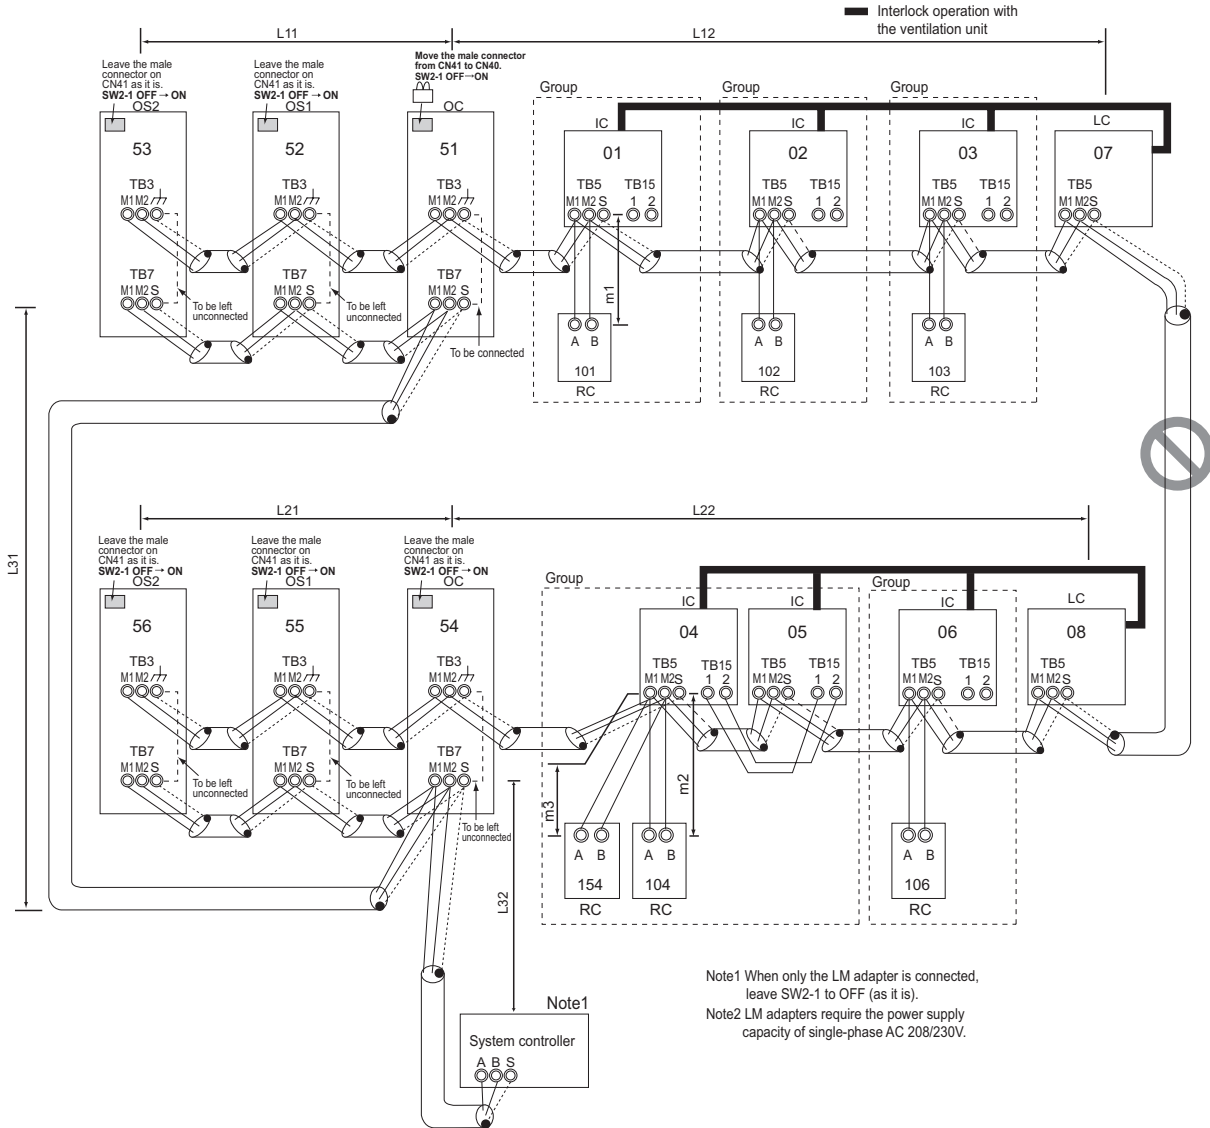 Interlock operation with
the ventilation unit
L11
L12
Leave the male
connector on
CN41 as it is.
SW2-1 OFF → ON
OS2
Leave the male
connector on
CN41 as it is.
SW2-1 OFF → ON
OS1
Move the male connector
from CN41 to CN40.
SW2-1 OFF→ON
OC
Group
Group
Group
IC
IC
IC
LC
53
52
51
01
02
03
07
TB3
M1 M2
TB3
M1 M2
TB3
M1 M2
TB5
M1 M2 S
TB15
1 2
TB5
M1 M2 S
TB15
1 2
TB5
M1 M2 S
TB15
1 2
TB5
M1 M2 S
TB7
M1 M2 S
To be left
unconnected
TB7
M1 M2 S
To be left
unconnected
TB7
M1 M2 S
To be connected
m1
A B
101
RC
A B
102
RC
A B
103
RC
L31
L21
L22
Leave the male
connector on
CN41 as it is.
SW2-1 OFF → ON
OS2
Leave the male
connector on
CN41 as it is.
SW2-1 OFF → ON
OS1
Leave the male
connector on
CN41 as it is.
SW2-1 OFF → ON
OC
Group
Group
IC
IC
IC
LC
56
55
54
04
05
06
08
TB3
M1 M2
TB3
M1 M2
TB3
M1 M2
TB5
M1 M2 S
TB15
1 2
TB5
M1 M2 S
TB15
1 2
TB5
M1 M2 S
TB15
1 2
TB5
M1 M2 S
TB7
M1 M2 S
To be left
unconnected
TB7
M1 M2 S
To be left
unconnected
TB7
M1 M2 S
To be left
unconnected
m3
m2
A B
154
RC
A B
104
RC
A B
106
RC
L32
Note1
System controller
A B S
Note1 When only the LM adapter is connected,
leave SW2-1 to OFF (as it is).
Note2 LM adapters require the power supply
capacity of single-phase AC 208/230V.